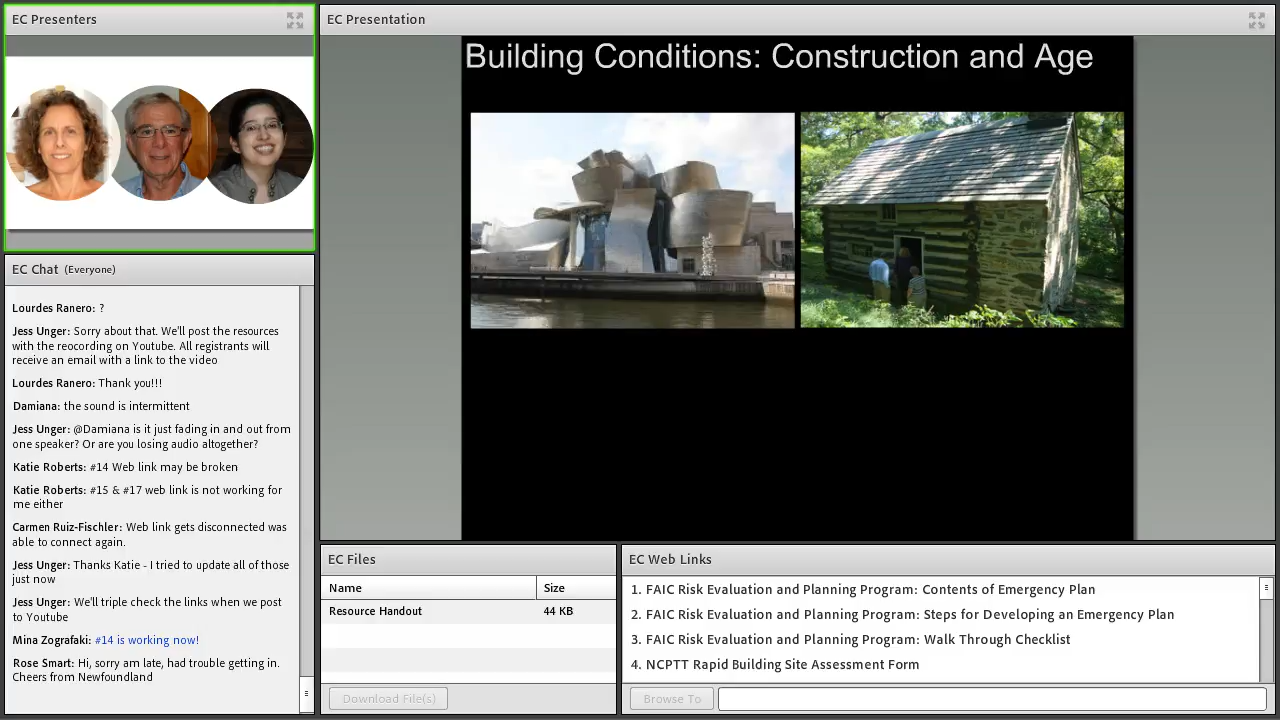 EC Presenters
EC Chat (Everyone)
Lourdes Ranero: ?
Jess Unger: Sorry about that. We'll post the resources
with the reocording on Youtube. All registrants will
receive an email with a link to the video
Lourdes Ranero: Thank you!!!
Damiana: the sound is intermittent
Jess Unger: @Damiana is it just fading in and out from
one speaker? Or are you losing audio altogether?
Katie Roberts: #14 Web link may be broken
Katie Roberts: #15 & #17 web link is not working for
me either
Carmen Ruiz-Fischler: Web link gets disconnected was
able to connect again.
Jess Unger: Thanks Katie - I tried to update all of those
just now
Jess Unger: We'll triple check the links when we post
to Youtube
Mina Zografaki: #14 is working now!
Rose Smart: Hi, sorry am late, had trouble getting in.
Cheers from Newfoundland
EC Presentation
Building Conditions: Construction and Age
EC Files
Name Size
Resource Handout 44 KB
Download File(s)
EC Web Links
1. FAIC Risk Evaluation and Planning Program: Contents of Emergency Plan
2. FAIC Risk Evaluation and Planning Program: Steps for Developing an Emergency Plan
3. FAIC Risk Evaluation and Planning Program: Walk Through Checklist
4. NCPTT Rapid Building Site Assessment Form
Browse To